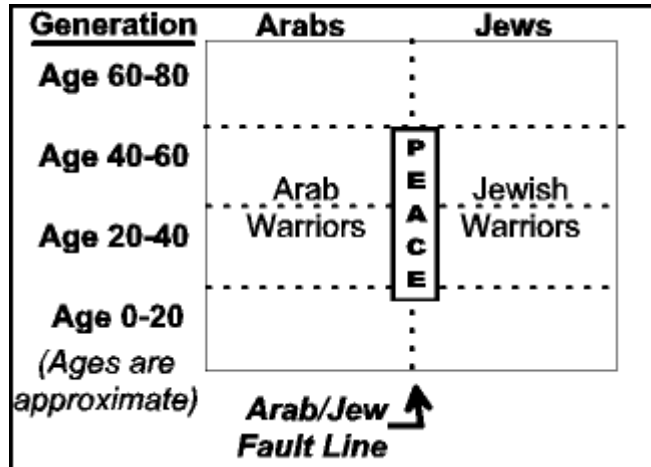 Generation Arabs Jews
Age 60-80
Age 40-60
Arab Jewish
Warriors Warriors
PEACE
Age 20-40
Age 0-20
(Ages are
approximate)
Arab/Jew
Fault Line